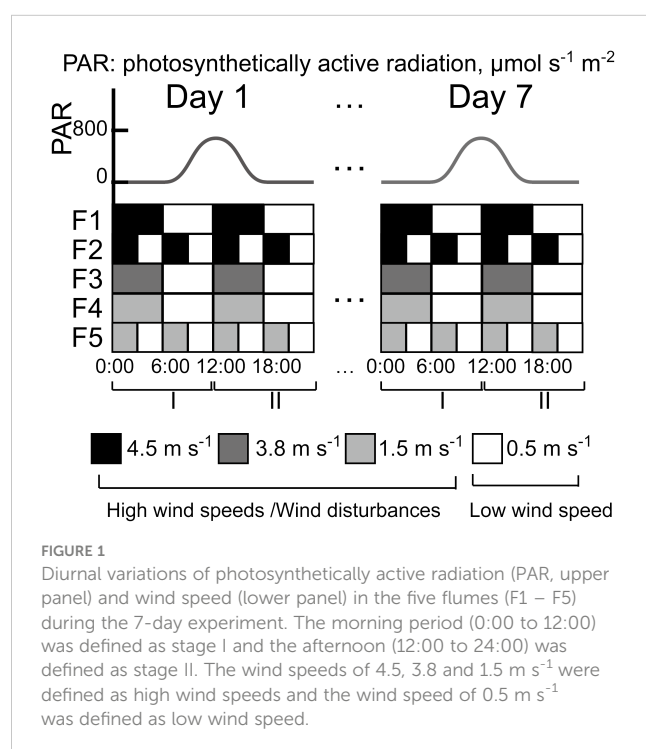 PAR: photosynthetically active radiation, μmol s⁻¹ m⁻²
Day 1 ... Day 7
PAR
800
0
...
F1
F2
F3
F4
F5
...
0:00 6:00 12:00 18:00 ... 0:00 6:00 12:00 18:00
I II I II
4.5 m s⁻¹ 3.8 m s⁻¹ 1.5 m s⁻¹ 0.5 m s⁻¹
High wind speeds /Wind disturbances Low wind speed
FIGURE 1
Diurnal variations of photosynthetically active radiation (PAR, upper
panel) and wind speed (lower panel) in the five flumes (F1 – F5)
during the 7-day experiment. The morning period (0:00 to 12:00)
was defined as stage I and the afternoon (12:00 to 24:00) was
defined as stage II. The wind speeds of 4.5, 3.8 and 1.5 m s⁻¹ were
defined as high wind speeds and the wind speed of 0.5 m s⁻¹
was defined as low wind speed.